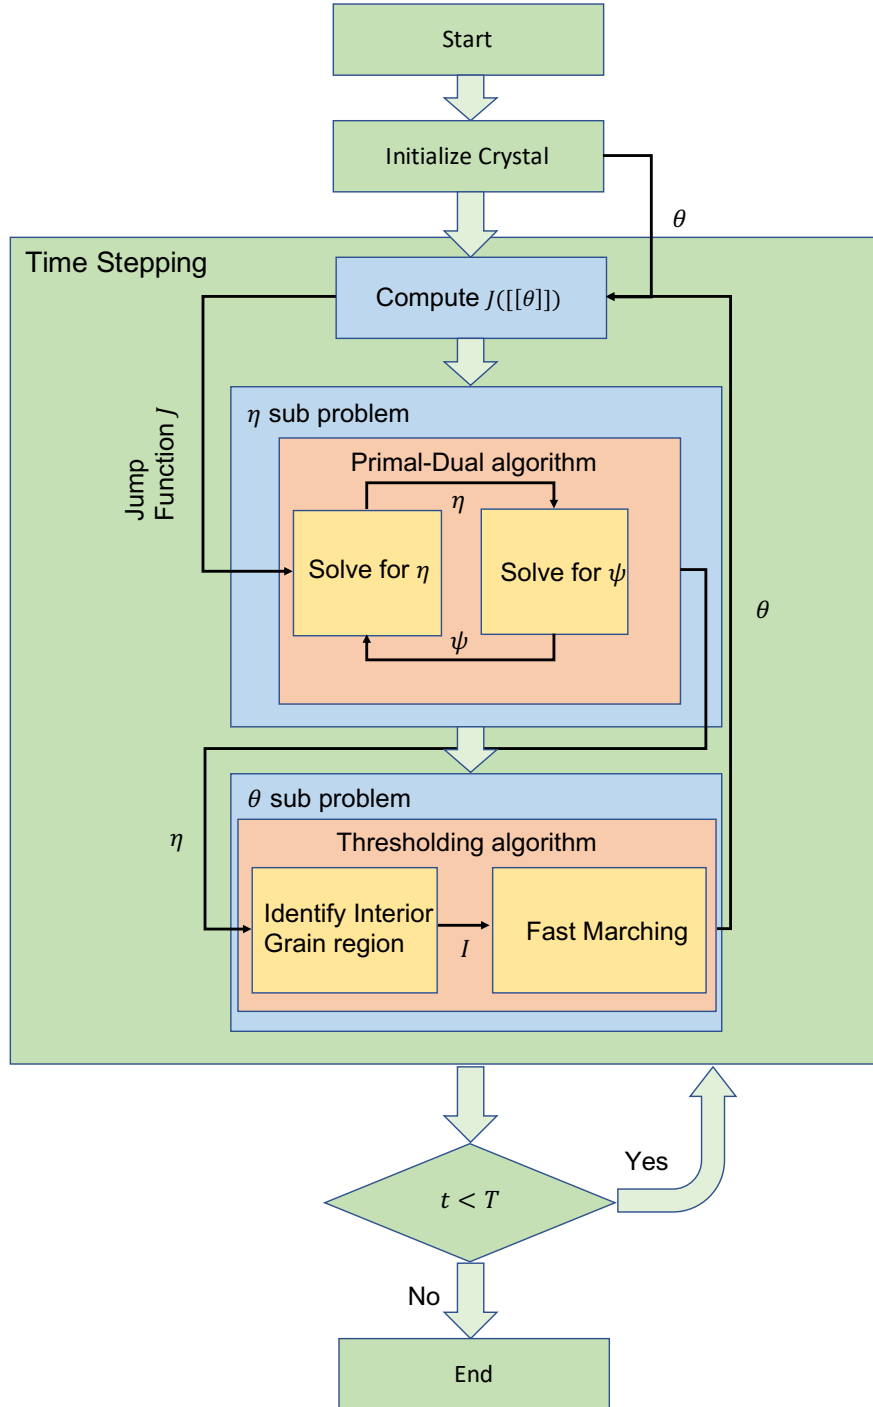 Start
Initialize Crystal
θ
Time Stepping
Compute J([[θ]])
Jump
Function J
η sub problem
Primal-Dual algorithm
η
Solve for η
Solve for ψ
ψ
θ
θ sub problem
η
Thresholding algorithm
Identify Interior
Grain region
I
Fast Marching
Yes
t < T
No
End